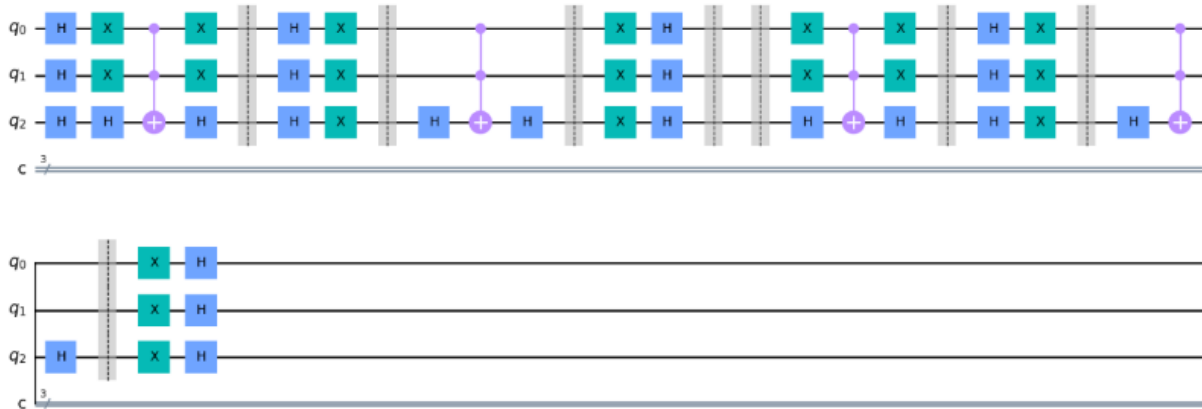 q0 H X X H X X H X X H X
q1 H X X H X X H X X H X
q2 H H + H H X H + H X H H + H H X H +
c 3
q0 X H
q1 X H
q2 H X H
c 3